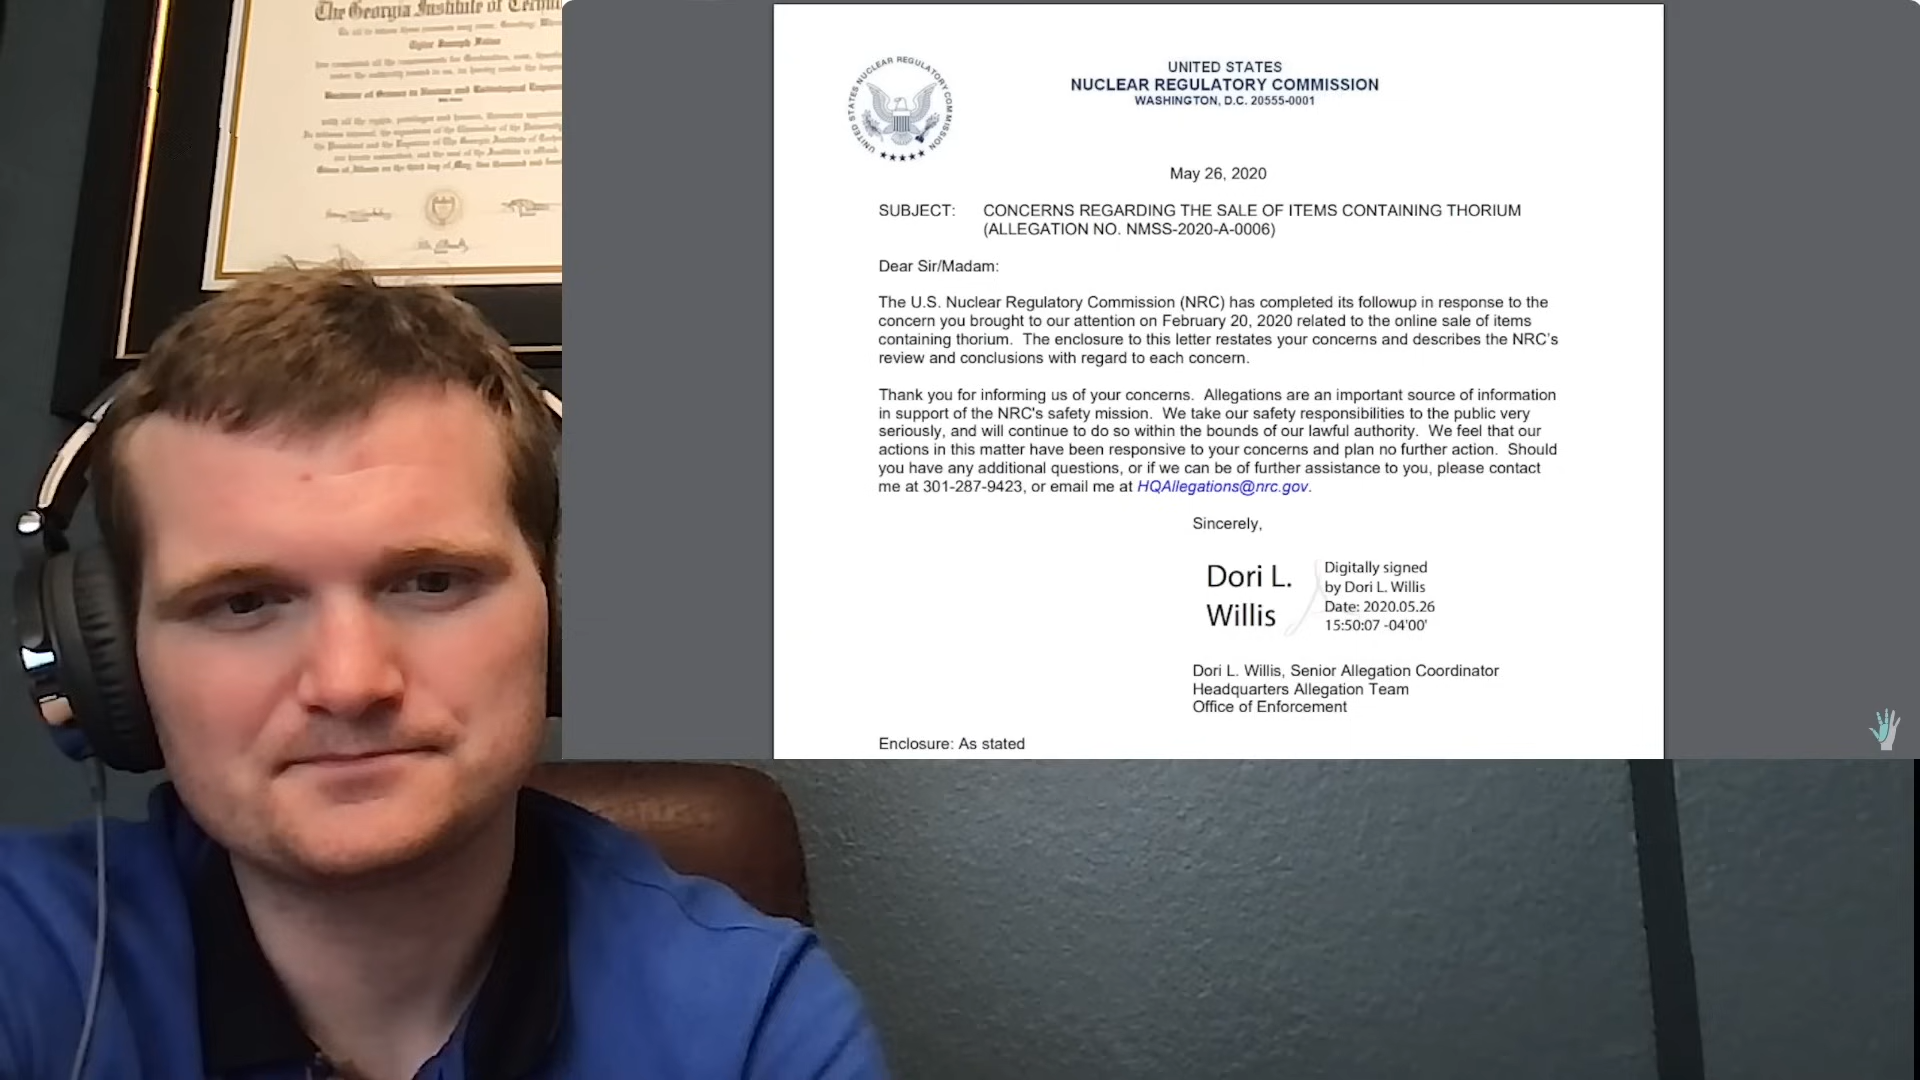 The Georgia Institute of
UNITED STATES NUCLEAR REGULATORY COMMISSION
UNITED STATES
NUCLEAR REGULATORY COMMISSION
WASHINGTON, D.C. 20555-0001
May 26, 2020
SUBJECT: CONCERNS REGARDING THE SALE OF ITEMS CONTAINING THORIUM
(ALLEGATION NO. NMSS-2020-A-0006)
Dear Sir/Madam:
The U.S. Nuclear Regulatory Commission (NRC) has completed its followup in response to the
concern you brought to our attention on February 20, 2020 related to the online sale of items
containing thorium. The enclosure to this letter restates your concerns and describes the NRC's
review and conclusions with regard to each concern.
Thank you for informing us of your concerns. Allegations are an important source of information
in support of the NRC's safety mission. We take our safety responsibilities to the public very
seriously, and will continue to do so within the bounds of our lawful authority. We feel that our
actions in this matter have been responsive to your concerns and plan no further action. Should
you have any additional questions, or if we can be of further assistance to you, please contact
me at 301-287-9423, or email me at HQAllegations@nrc.gov.
Sincerely,
Dori L.
Willis
Digitally signed
by Dori L. Willis
Date: 2020.05.26
15:50:07 -04'00'
Dori L. Willis, Senior Allegation Coordinator
Headquarters Allegation Team
Office of Enforcement
Enclosure: As stated